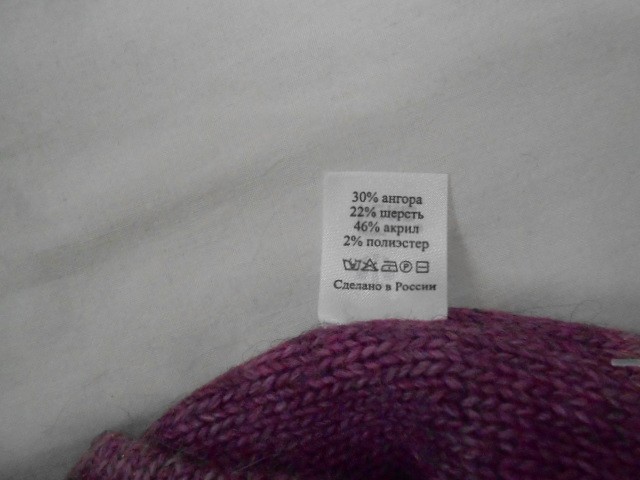 30% ангора
22% шерсть
46% акрил
2% полиэстер
Сделано в России